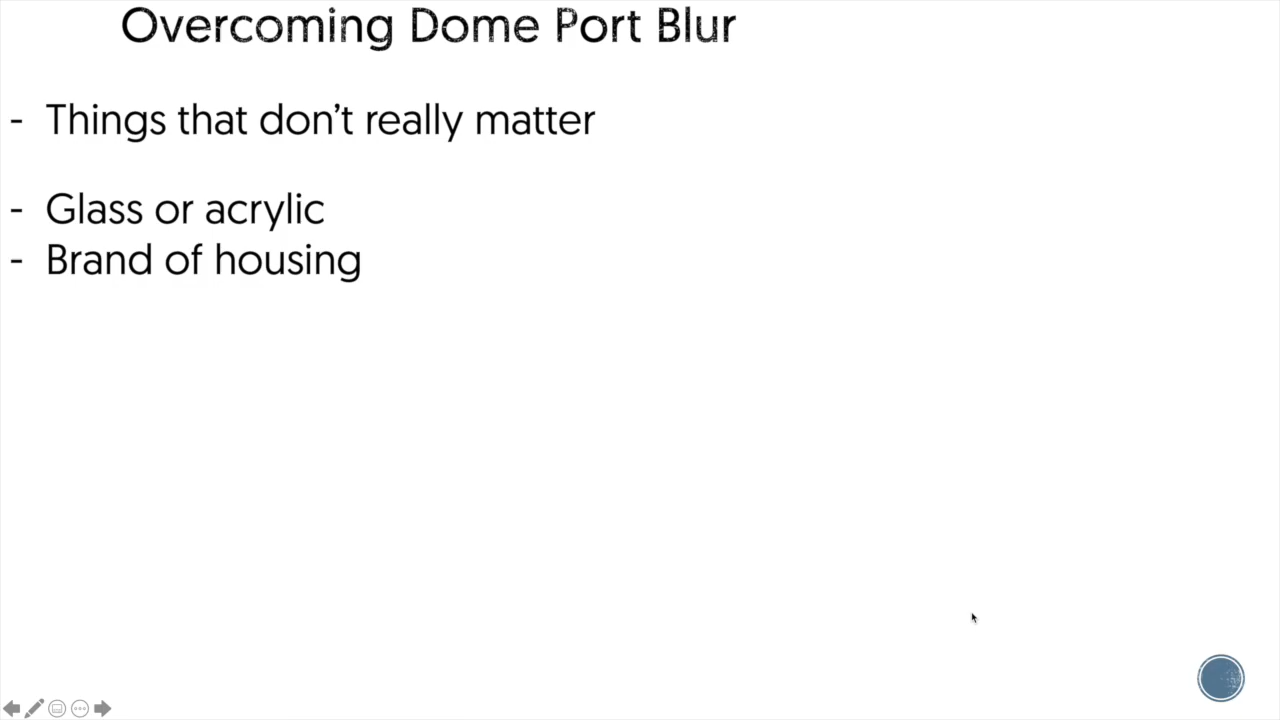 Overcoming Dome Port Blur
- Things that don’t really matter
- Glass or acrylic
- Brand of housing